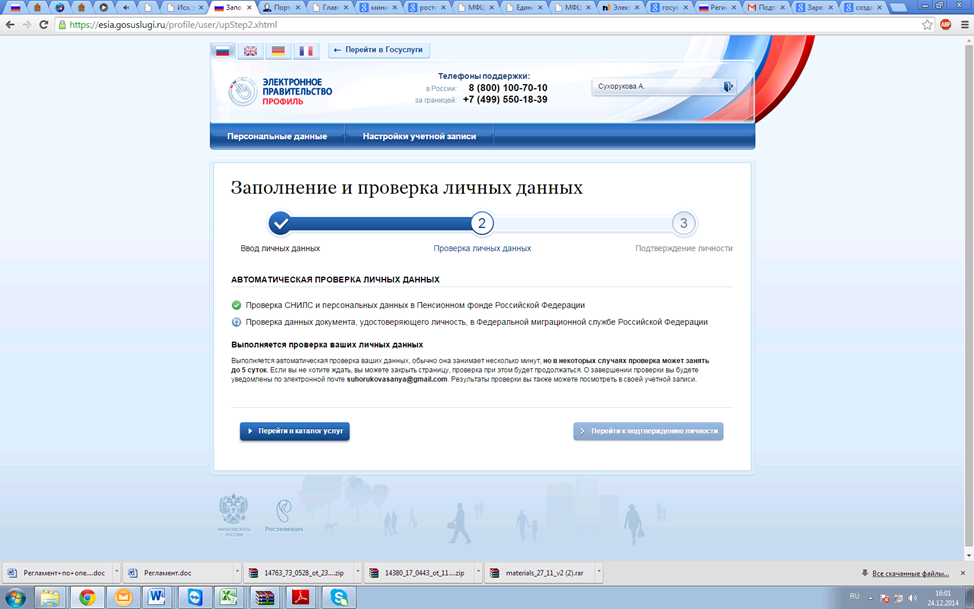 Запо
Порт
Главн
мини
рост
МФЦ
Един
МФЦ
Элек
госу
Реги
Подт
Заре
созд
https://esia.gosuslugi.ru/profile/user/upStep2.xhtml
← Перейти в Госуслуги
ЭЛЕКТРОННОЕ
ПРАВИТЕЛЬСТВО
ПРОФИЛЬ
Телефоны поддержки:
в России: 8 (800) 100-70-10
за границей: +7 (499) 550-18-39
Сухорукова А.
Персональные данные Настройки учетной записи
Заполнение и проверка личных данных
2 3
Ввод личных данных Проверка личных данных Подтверждение личности
АВТОМАТИЧЕСКАЯ ПРОВЕРКА ЛИЧНЫХ ДАННЫХ
Проверка СНИЛС и персональных данных в Пенсионном фонде Российской Федерации
Проверка данных документа, удостоверяющего личность, в Федеральной миграционной службе Российской Федерации
Выполняется проверка ваших личных данных
Выполняется автоматическая проверка ваших данных, обычно она занимает несколько минут, но в некоторых случаях проверка может занять
до 5 суток. Если вы не хотите ждать, вы можете закрыть страницу, проверка при этом будет продолжаться. О завершении проверки вы будете
уведомлены по электронной почте suhorukovasanya@gmail.com. Результаты проверки вы также можете посмотреть в своей учетной записи.
Перейти в каталог услуг Перейти к подтверждению личности
МИНКОМСВЯЗЬ
РОССИИ
Ростелеком
Регламент+по+опе....doc Регламент.doc 14763_73_0528_ot_23....zip 14380_17_0443_ot_11....zip materials_27_11_v2 (2).rar Все скачанные файлы...
RU
16:01
24.12.2014